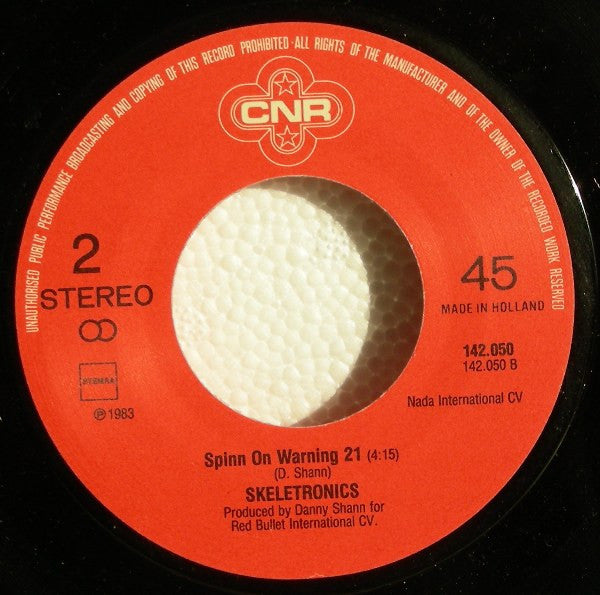 UNAUTHORISED PUBLIC PERFORMANCE BROADCASTING AND COPYING OF THIS RECORD PROHIBITED·ALL RIGHTS OF THE MANUFACTURER AND OF THE OWNER OF THE RECORDED WORK RESERVED
CNR
2
STEREO
45
MADE IN HOLLAND
STEMRA
℗ 1983
142.050
142.050 B
Nada International CV
Spinn On Warning 21 (4:15)
(D. Shann)
SKELETRONICS
Produced by Danny Shann for
Red Bullet International CV.